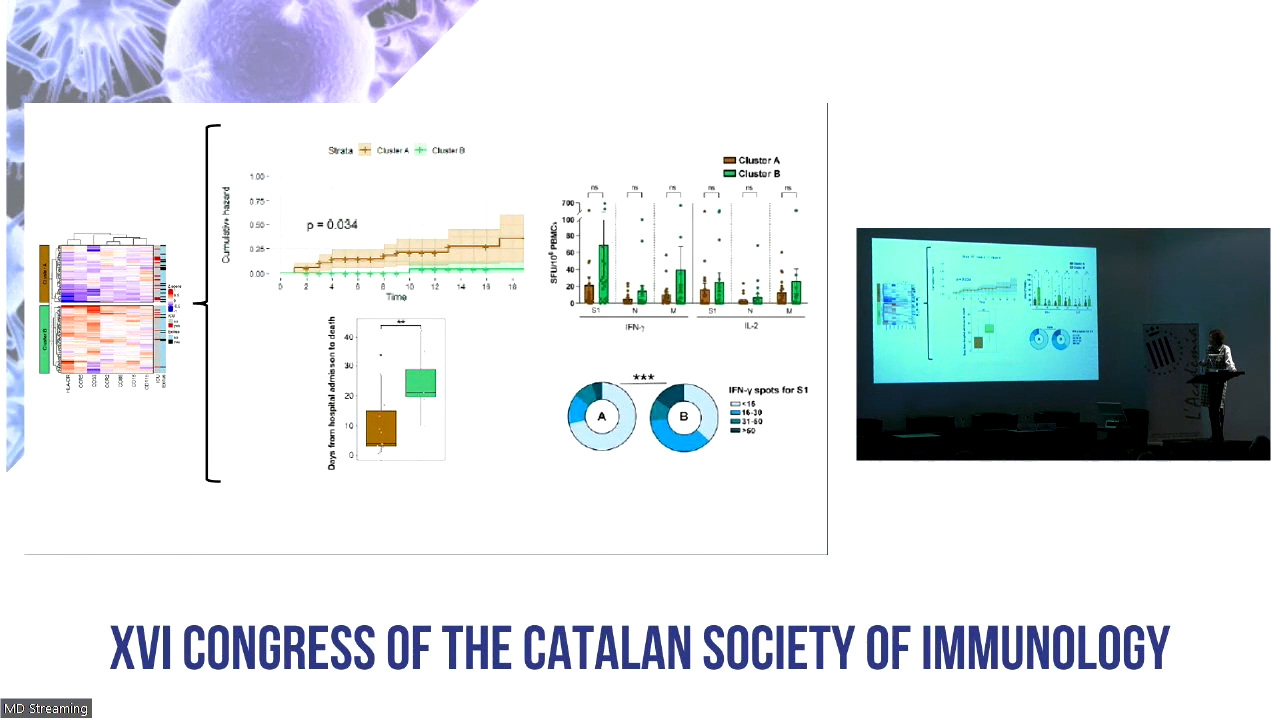 Strata Cluster A Cluster B
1.00
0.75
0.50
0.25
0.00
Cumulative hazard
p = 0.034
2 4 6 8 10 12 14 16 18
Time
Cluster A
Cluster B
Days from hospital admission to death
40
30
20
10
0
**
Cluster A
Cluster B
ns ns ns ns ns ns
700
100
80
60
40
20
0
SFU/10⁶ PBMCs
S1 N M S1 N M
IFN-γ IL-2
***
A B
IFN-γ spots for S1
<15
16-30
31-50
>50
XVI CONGRESS OF THE CATALAN SOCIETY OF IMMUNOLOGY
MD Streaming